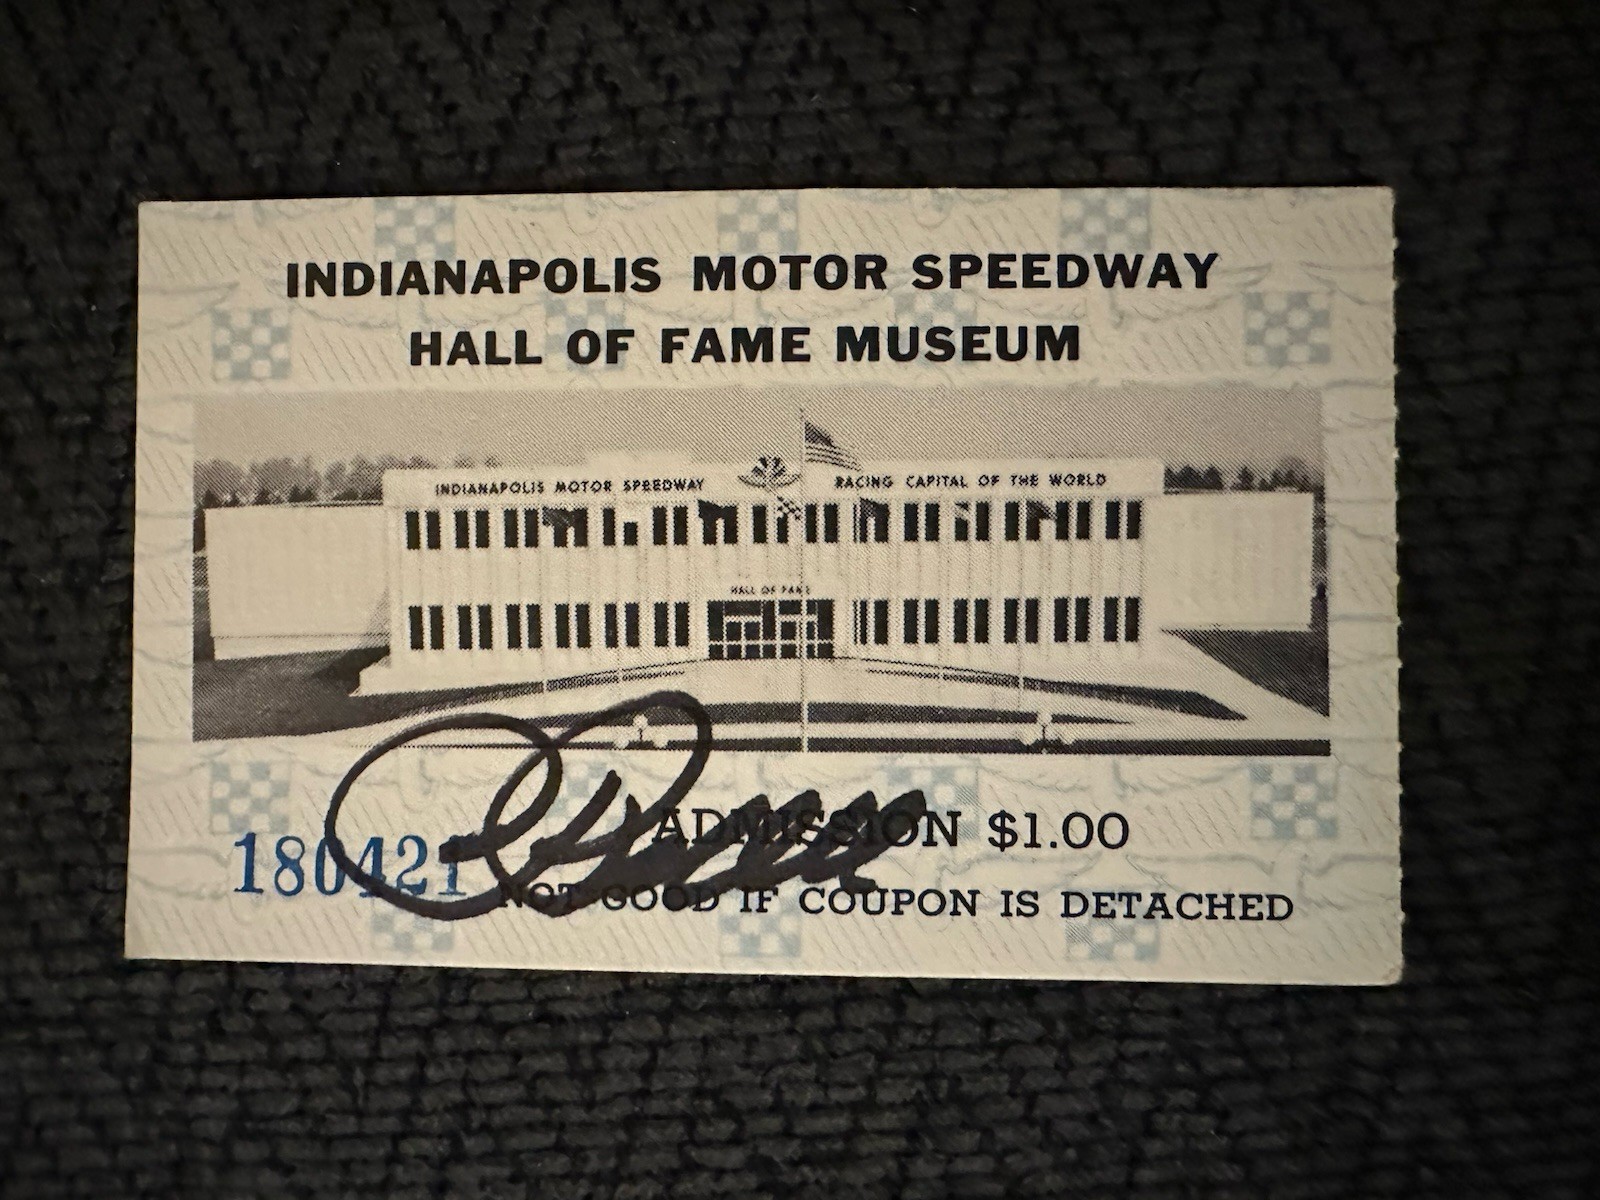 INDIANAPOLIS MOTOR SPEEDWAY
HALL OF FAME MUSEUM
INDIANAPOLIS MOTOR SPEEDWAY RACING CAPITAL OF THE WORLD
HALL OF FAME
180421 ADMISSION $1.00
NOT GOOD IF COUPON IS DETACHED